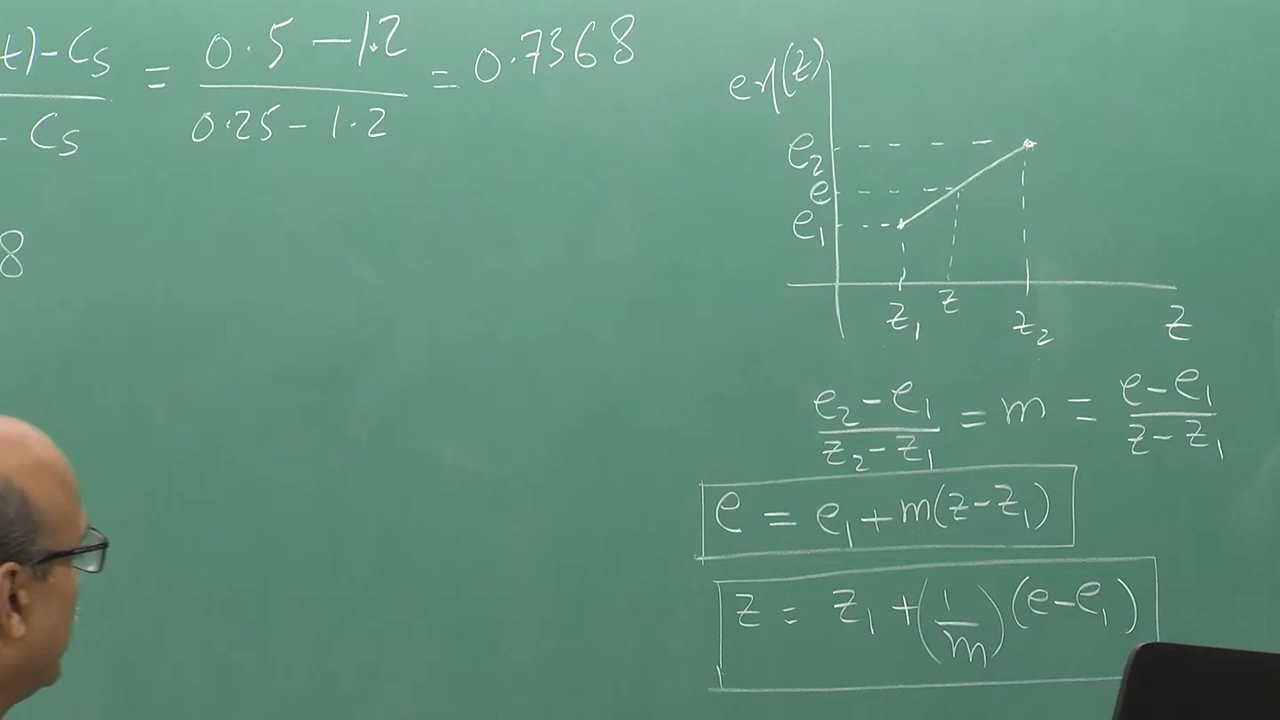 t)-Cs / - Cs = 0.5 - 1.2 / 0.25 - 1.2 = 0.7368
8
erf(z)
e2
e
e1
z1 z z2 z
e2 - e1 / z2 - z1 = m = e - e1 / z - z1
e = e1 + m(z - z1)
z = z1 + (1/m)(e - e1)